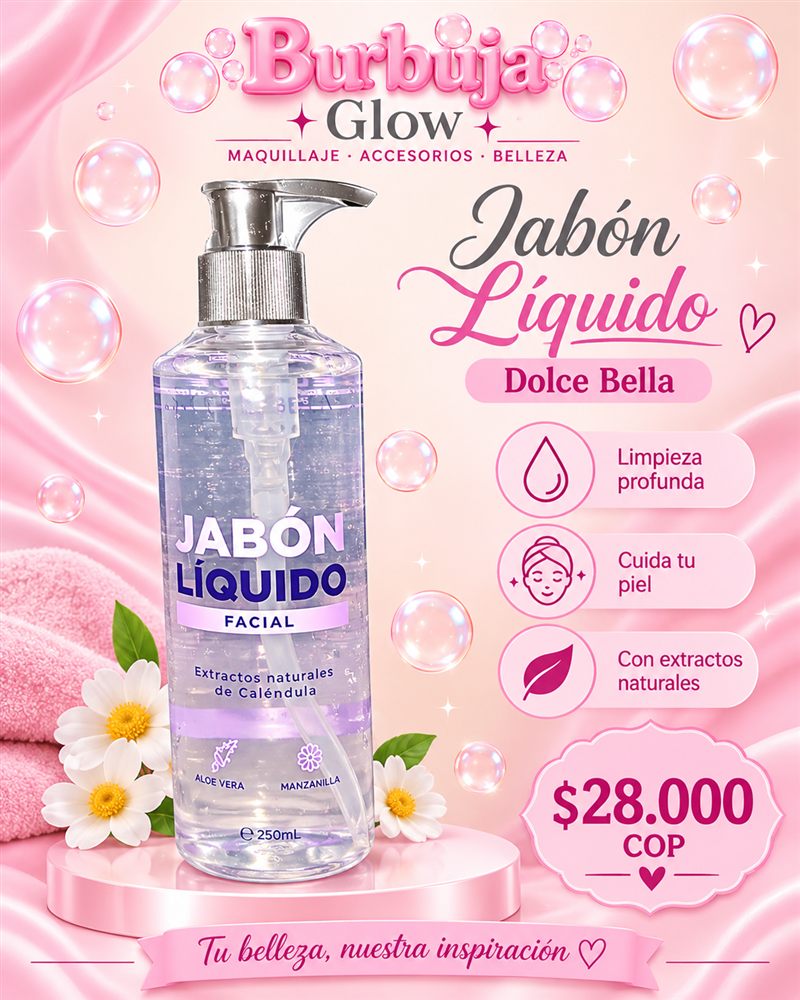 Burbuja
Glow
MAQUILLAJE · ACCESORIOS · BELLEZA
Jabón
Líquido
Dolce Bella
Limpieza
profunda
Cuida tu
piel
Con extractos
naturales
JABÓN
LÍQUIDO
FACIAL
Extractos naturales
de Caléndula
ALOE VERA
MANZANILLA
℮ 250mL
$28.000
COP
Tu belleza, nuestra inspiración